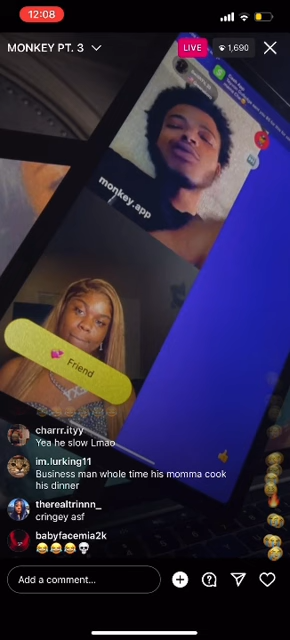 12:08
MONKEY PT. 3
LIVE
1,690
monkey.app
Friend
charrr.ityy
Yea he slow Lmao
im.lurking11
Business man whole time his momma cook
his dinner
therealtrinnn_
cringey asf
babyfacemia2k
Add a comment...